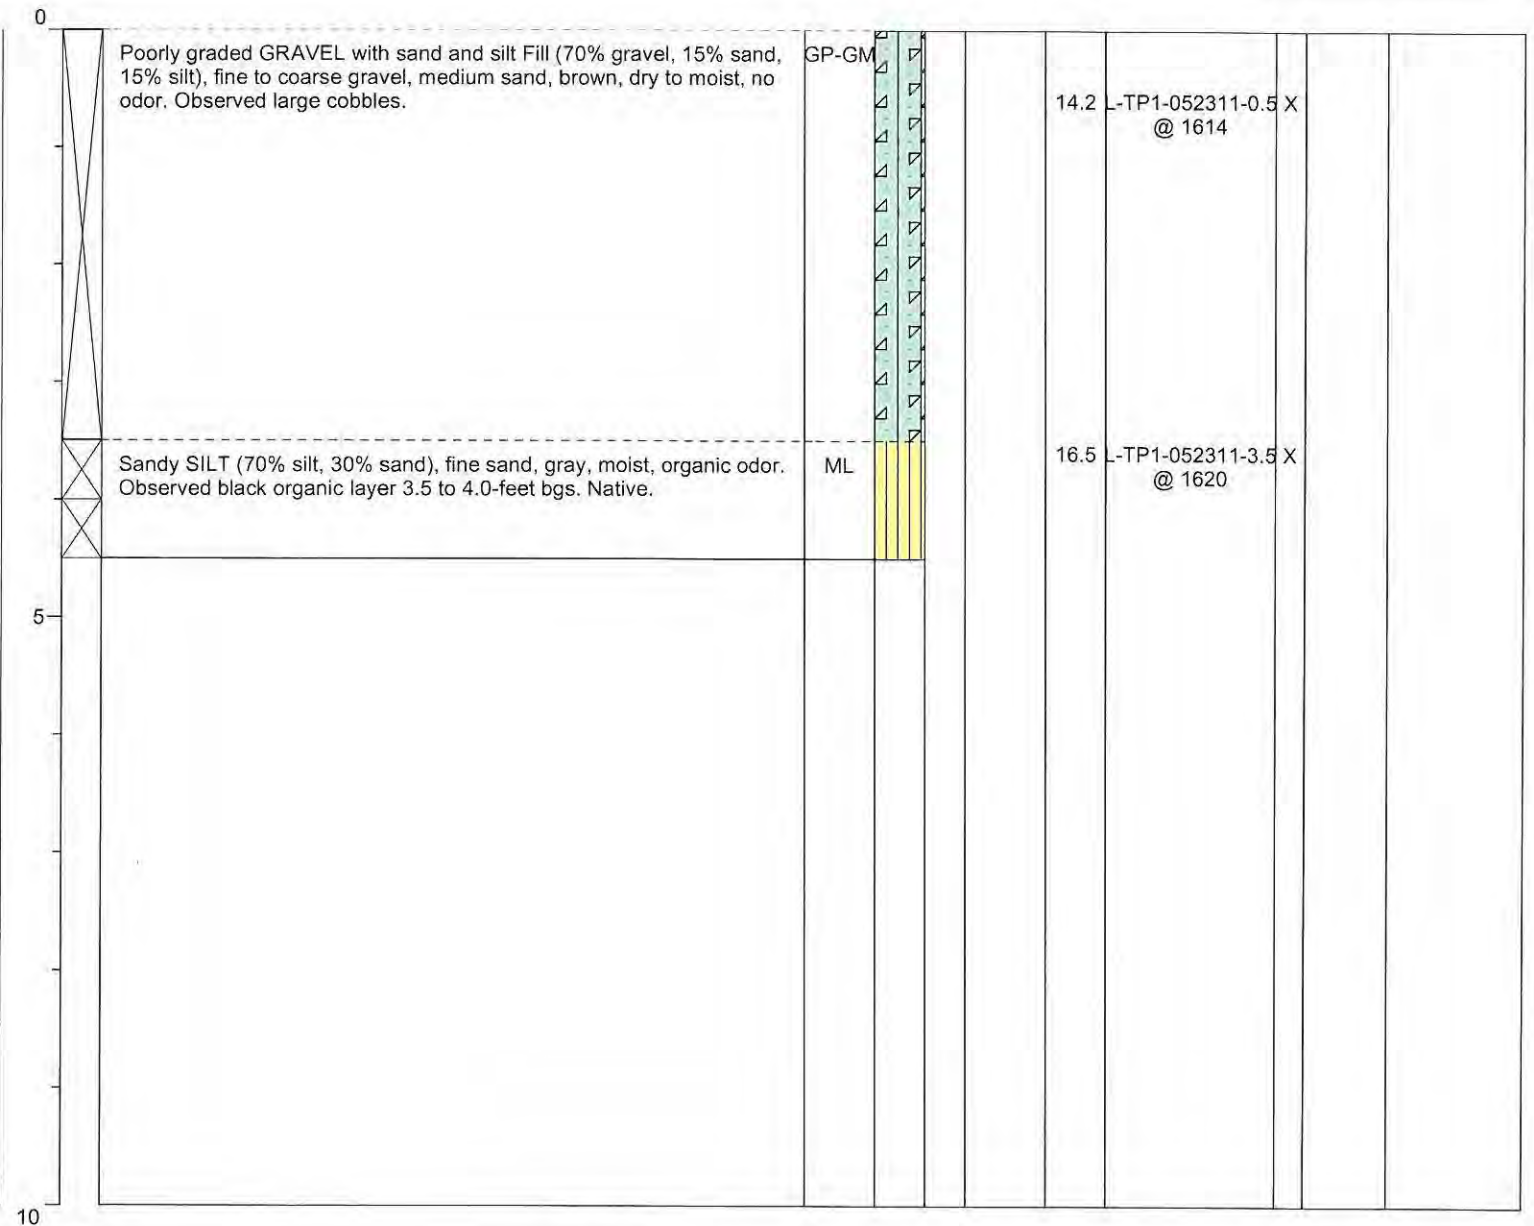 0
Poorly graded GRAVEL with sand and silt Fill (70% gravel, 15% sand,
15% silt), fine to coarse gravel, medium sand, brown, dry to moist, no
odor. Observed large cobbles.
GP-GM
14.2 L-TP1-052311-0.5 X
@ 1614
Sandy SILT (70% silt, 30% sand), fine sand, gray, moist, organic odor.
Observed black organic layer 3.5 to 4.0-feet bgs. Native.
ML
16.5 L-TP1-052311-3.5 X
@ 1620
5
10